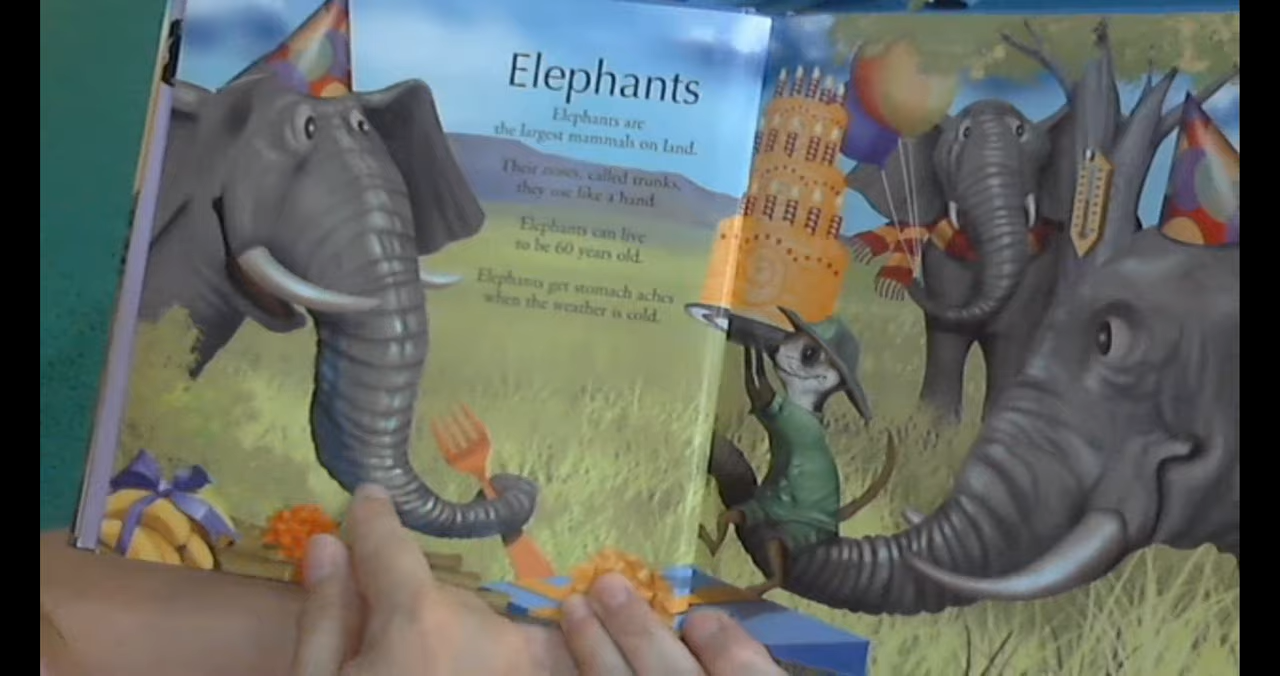 Elephants
Elephants are
the largest mammals on land.
Their noses, called trunks,
they use like a hand.
Elephants can live
to be 60 years old.
Elephants get stomach aches
when the weather is cold.